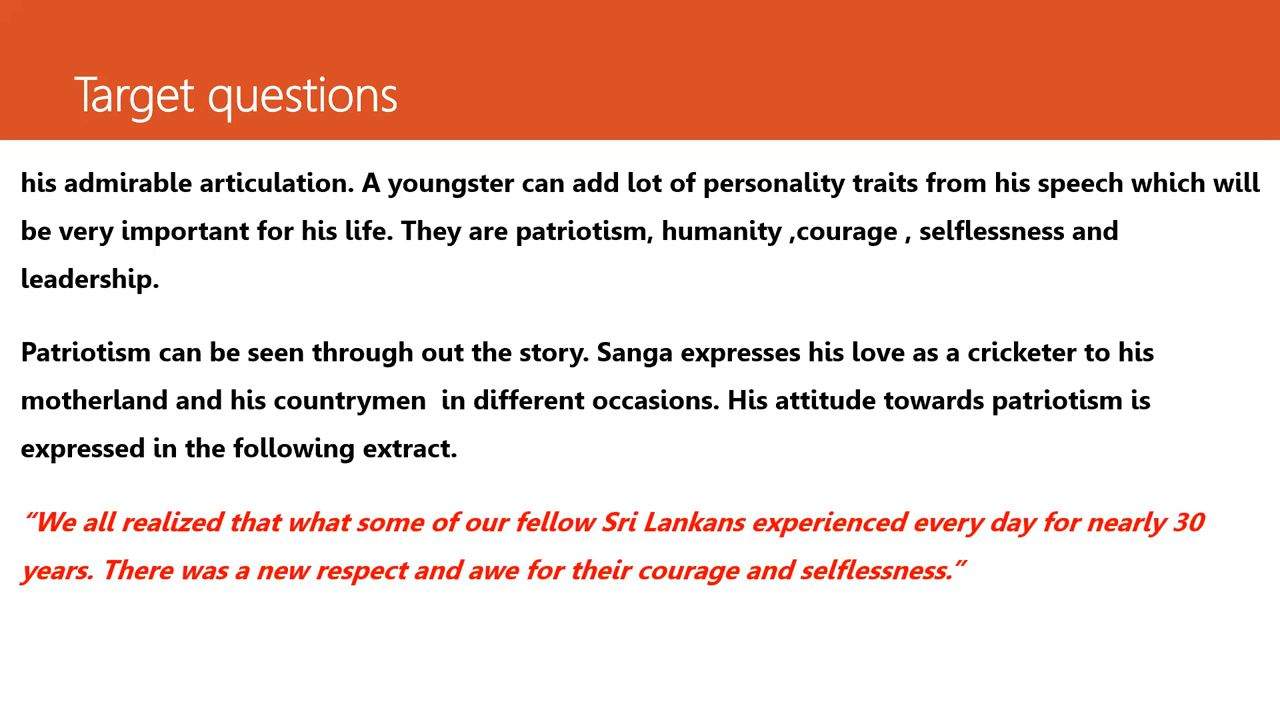 Target questions
his admirable articulation. A youngster can add lot of personality traits from his speech which will
be very important for his life. They are patriotism, humanity ,courage , selflessness and
leadership.
Patriotism can be seen through out the story. Sanga expresses his love as a cricketer to his
motherland and his countrymen  in different occasions. His attitude towards patriotism is
expressed in the following extract.
“We all realized that what some of our fellow Sri Lankans experienced every day for nearly 30
years. There was a new respect and awe for their courage and selflessness.”